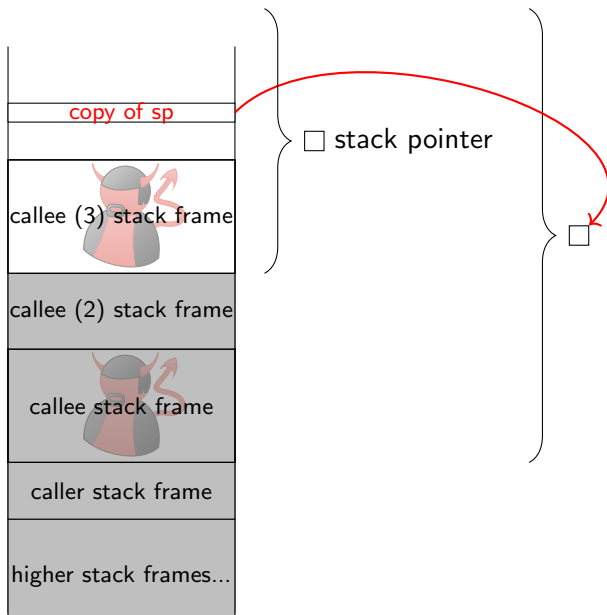 copy of sp
□ stack pointer
callee (3) stack frame
□
callee (2) stack frame
callee stack frame
caller stack frame
higher stack frames...